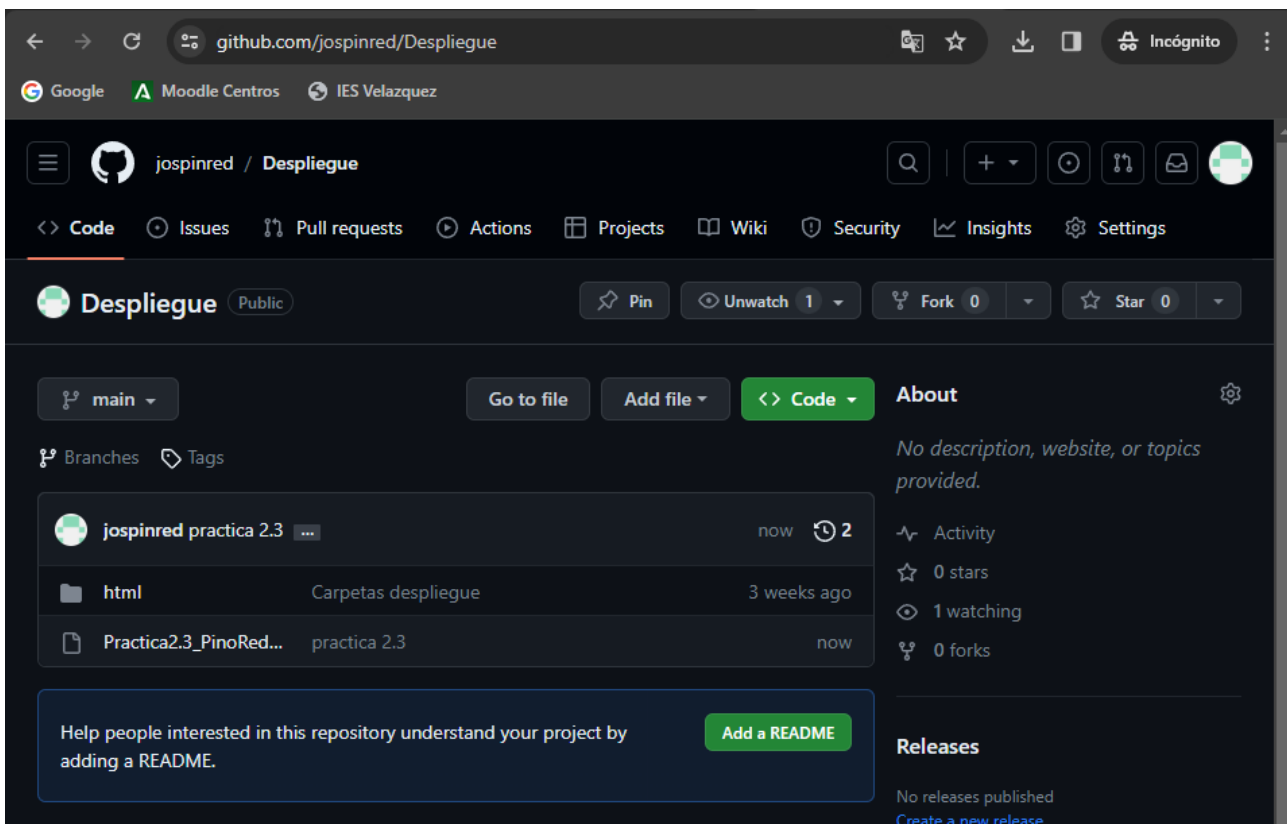 github.com/jospinred/Despliegue
Incógnito
Google Moodle Centros IES Velazquez
jospinred / Despliegue
<> Code Issues Pull requests Actions Projects Wiki Security Insights Settings
Despliegue Public Pin Unwatch 1 Fork 0 Star 0
main Go to file Add file <> Code
Branches Tags
jospinred practica 2.3 ... now 2
html Carpetas despliegue 3 weeks ago
Practica2.3_PinoRed... practica 2.3 now
Help people interested in this repository understand your project by
adding a README.
Add a README
About
No description, website, or topics
provided.
Activity
0 stars
1 watching
0 forks
Releases
No releases published
Create a new release